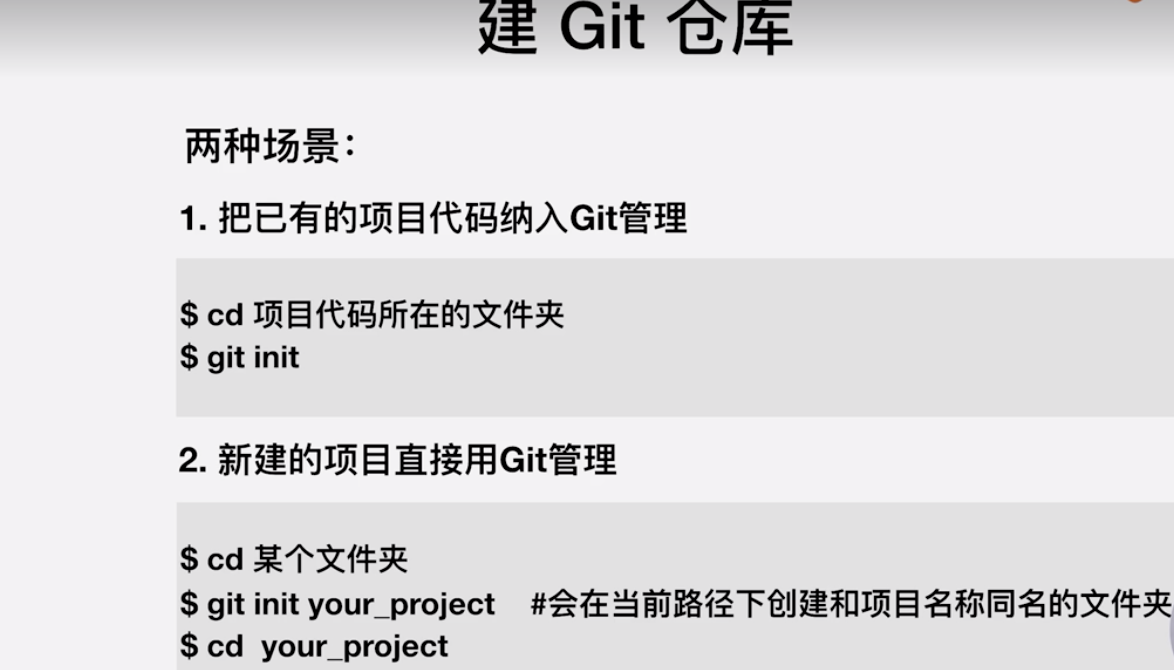 建 Git 仓库
两种场景：
1. 把已有的项目代码纳入Git管理
$ cd 项目代码所在的文件夹
$ git init
2. 新建的项目直接用Git管理
$ cd 某个文件夹
$ git init your_project #会在当前路径下创建和项目名称同名的文件夹
$ cd your_project